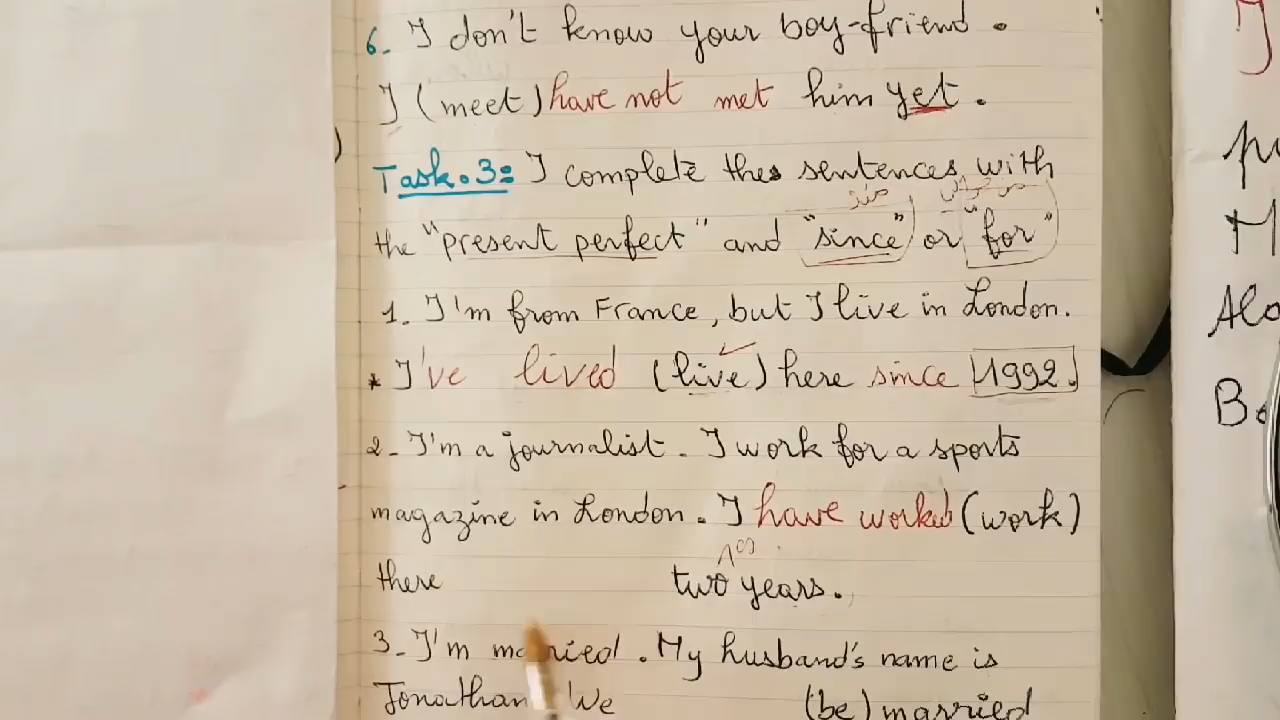 6. I don't know your boy-friend.
I (meet) have not met him yet.
Task.3: I complete the sentences with
منذ
the "present perfect" and "since" or "for"
1. I'm from France, but I live in London.
* I've lived (live) here since 1992.
2. I'm a journalist. I work for a sports
magazine in London. I have worked (work)
there two years.
3. I'm married. My husband's name is
Jonathan We (be) married